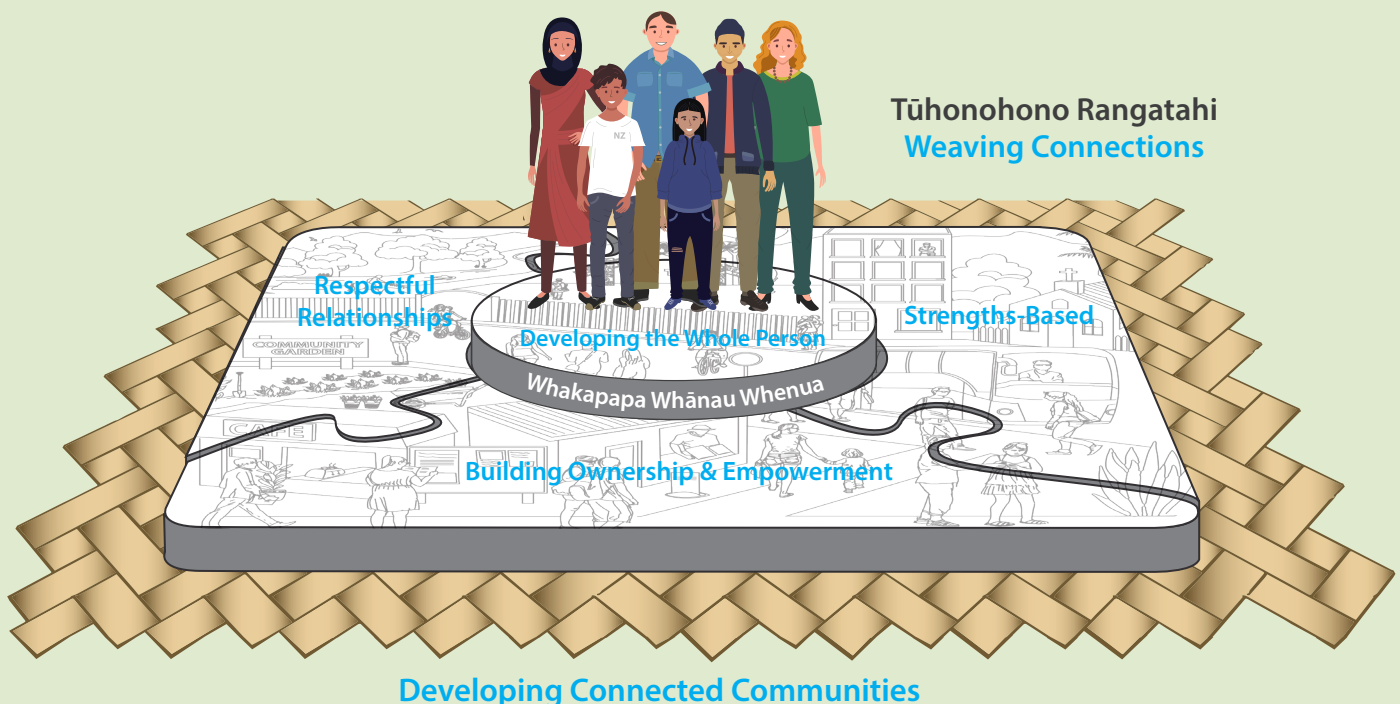 NZ
Tūhonohono Rangatahi
Weaving Connections
Respectful
Relationships
Strengths-Based
Developing the Whole Person
COMMUNITY
GARDEN
Whakapapa Whānau Whenua
CAFE
Building Ownership & Empowerment
Developing Connected Communities